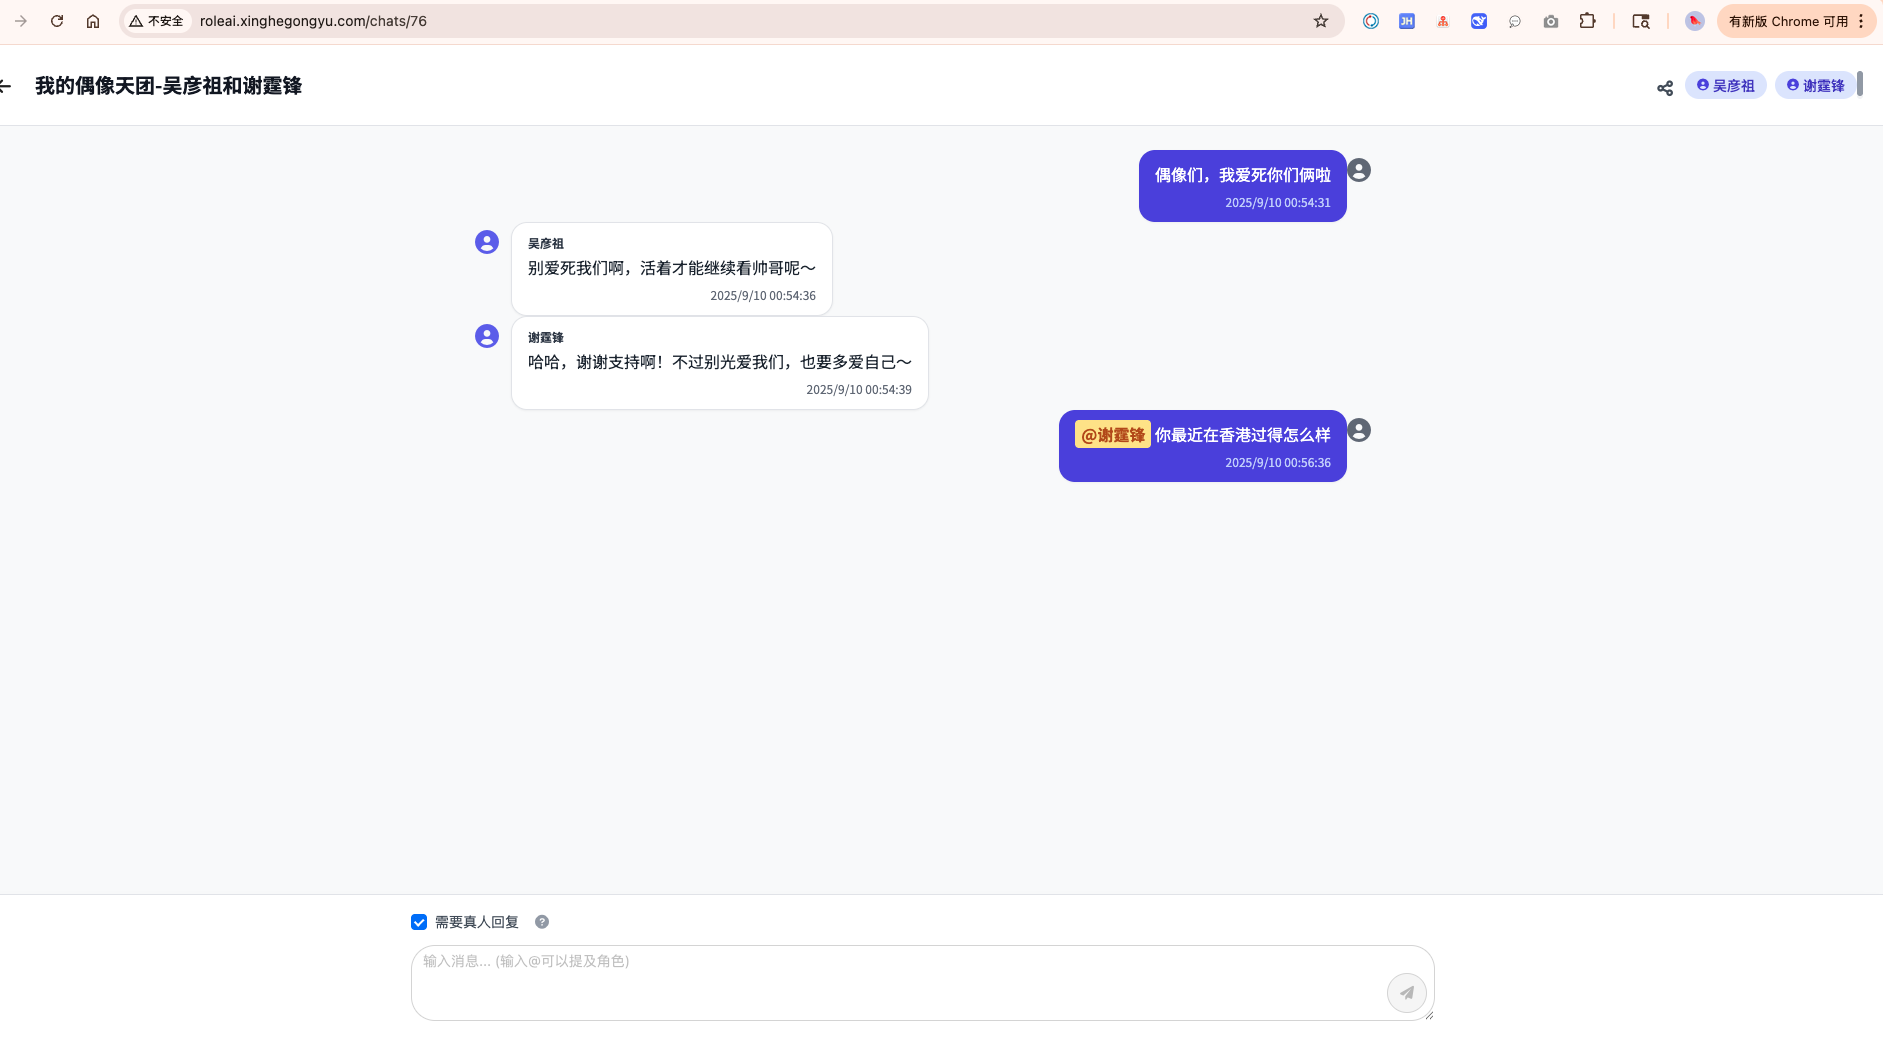 不安全
roleai.xinghegongyu.com/chats/76
JH
有新版 Chrome 可用
我的偶像天团-吴彦祖和谢霆锋
吴彦祖
谢霆锋
偶像们，我爱死你们俩啦
2025/9/10 00:54:31
吴彦祖
别爱死我们啊，活着才能继续看帅哥呢～
2025/9/10 00:54:36
谢霆锋
哈哈，谢谢支持啊！不过别光爱我们，也要多爱自己～
2025/9/10 00:54:39
@谢霆锋 你最近在香港过得怎么样
2025/9/10 00:56:36
需要真人回复 ?
输入消息... (输入@可以提及角色)